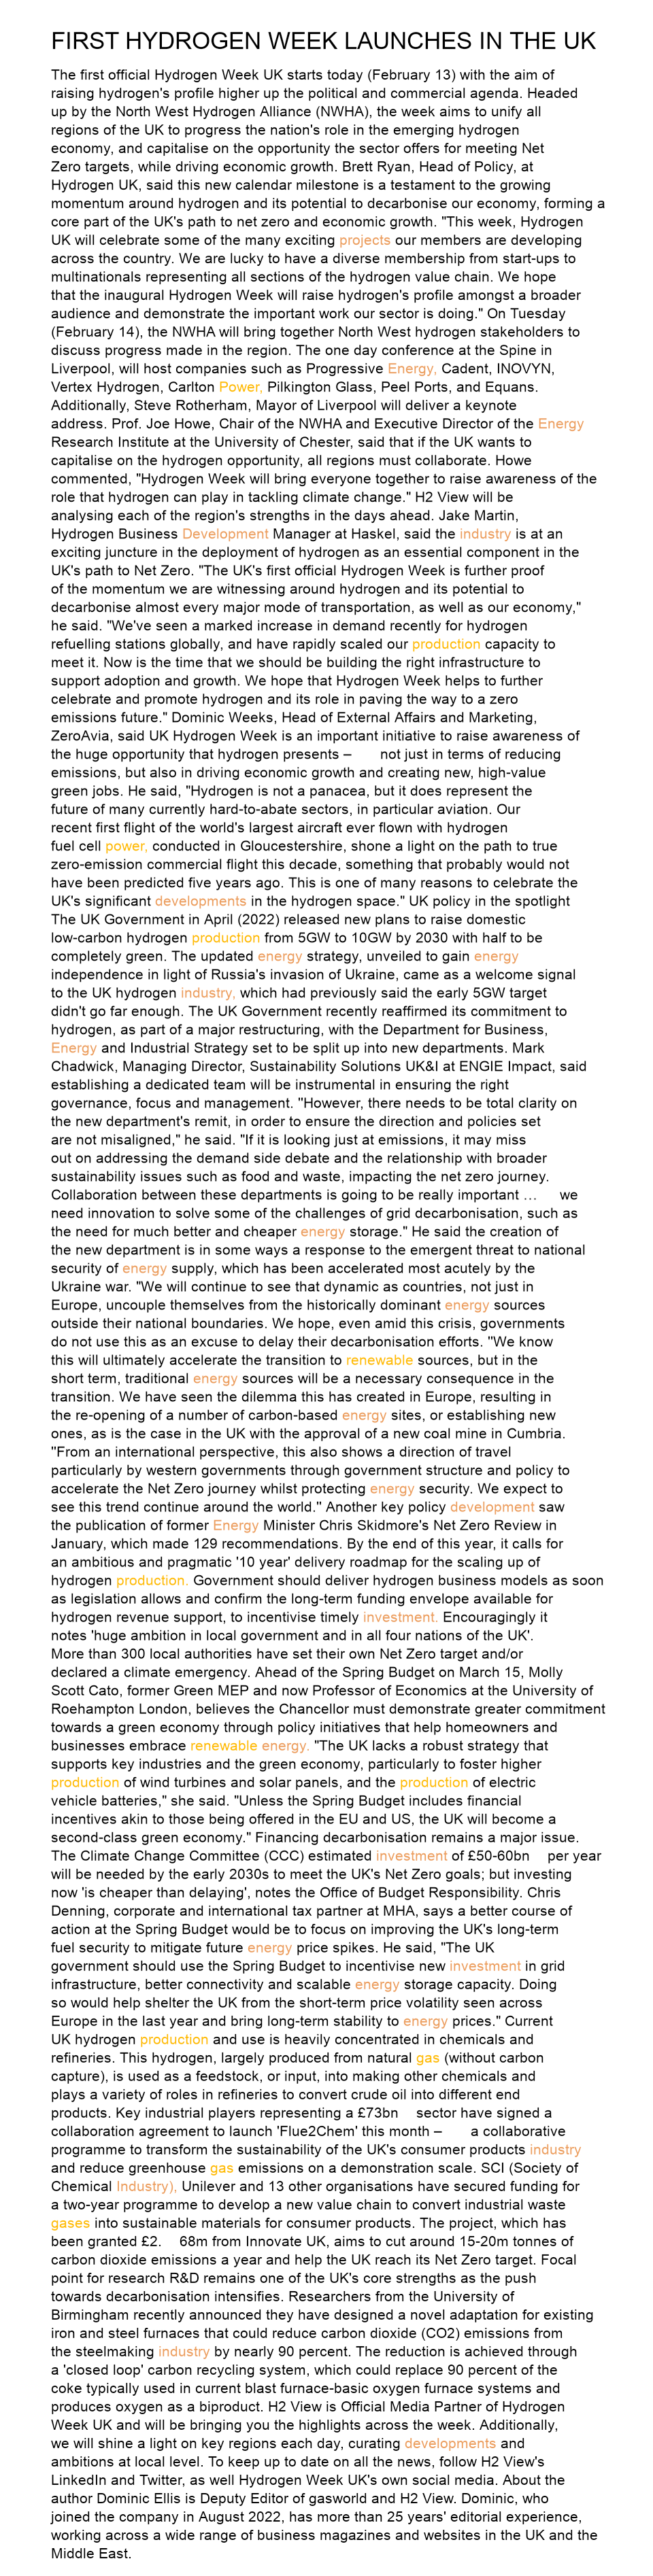 FIRST HYDROGEN WEEK LAUNCHES IN THE UK
The first official Hydrogen Week UK starts today (February 13) with the aim of
raising hydrogen's profile higher up the political and commercial agenda. Headed
up by the North West Hydrogen Alliance (NWHA), the week aims to unify all
regions of the UK to progress the nation's role in the emerging hydrogen
economy, and capitalise on the opportunity the sector offers for meeting Net
Zero targets, while driving economic growth. Brett Ryan, Head of Policy, at
Hydrogen UK, said this new calendar milestone is a testament to the growing
momentum around hydrogen and its potential to decarbonise our economy, forming a
core part of the UK's path to net zero and economic growth. "This week, Hydrogen
UK will celebrate some of the many exciting projects our members are developing
across the country. We are lucky to have a diverse membership from start-ups to
multinationals representing all sections of the hydrogen value chain. We hope
that the inaugural Hydrogen Week will raise hydrogen's profile amongst a broader
audience and demonstrate the important work our sector is doing." On Tuesday
(February 14), the NWHA will bring together North West hydrogen stakeholders to
discuss progress made in the region. The one day conference at the Spine in
Liverpool, will host companies such as Progressive Energy, Cadent, INOVYN,
Vertex Hydrogen, Carlton Power, Pilkington Glass, Peel Ports, and Equans.
Additionally, Steve Rotherham, Mayor of Liverpool will deliver a keynote
address. Prof. Joe Howe, Chair of the NWHA and Executive Director of the Energy
Research Institute at the University of Chester, said that if the UK wants to
capitalise on the hydrogen opportunity, all regions must collaborate. Howe
commented, "Hydrogen Week will bring everyone together to raise awareness of the
role that hydrogen can play in tackling climate change." H2 View will be
analysing each of the region's strengths in the days ahead. Jake Martin,
Hydrogen Business Development Manager at Haskel, said the industry is at an
exciting juncture in the deployment of hydrogen as an essential component in the
UK's path to Net Zero. "The UK's first official Hydrogen Week is further proof
of the momentum we are witnessing around hydrogen and its potential to
decarbonise almost every major mode of transportation, as well as our economy,"
he said. "We've seen a marked increase in demand recently for hydrogen
refuelling stations globally, and have rapidly scaled our production capacity to
meet it. Now is the time that we should be building the right infrastructure to
support adoption and growth. We hope that Hydrogen Week helps to further
celebrate and promote hydrogen and its role in paving the way to a zero
emissions future." Dominic Weeks, Head of External Affairs and Marketing,
ZeroAvia, said UK Hydrogen Week is an important initiative to raise awareness of
the huge opportunity that hydrogen presents – not just in terms of reducing
emissions, but also in driving economic growth and creating new, high-value
green jobs. He said, "Hydrogen is not a panacea, but it does represent the
future of many currently hard-to-abate sectors, in particular aviation. Our
recent first flight of the world's largest aircraft ever flown with hydrogen
fuel cell power, conducted in Gloucestershire, shone a light on the path to true
zero-emission commercial flight this decade, something that probably would not
have been predicted five years ago. This is one of many reasons to celebrate the
UK's significant developments in the hydrogen space." UK policy in the spotlight
The UK Government in April (2022) released new plans to raise domestic
low-carbon hydrogen production from 5GW to 10GW by 2030 with half to be
completely green. The updated energy strategy, unveiled to gain energy
independence in light of Russia's invasion of Ukraine, came as a welcome signal
to the UK hydrogen industry, which had previously said the early 5GW target
didn't go far enough. The UK Government recently reaffirmed its commitment to
hydrogen, as part of a major restructuring, with the Department for Business,
Energy and Industrial Strategy set to be split up into new departments. Mark
Chadwick, Managing Director, Sustainability Solutions UK&I at ENGIE Impact, said
establishing a dedicated team will be instrumental in ensuring the right
governance, focus and management. "However, there needs to be total clarity on
the new department's remit, in order to ensure the direction and policies set
are not misaligned," he said. "If it is looking just at emissions, it may miss
out on addressing the demand side debate and the relationship with broader
sustainability issues such as food and waste, impacting the net zero journey.
Collaboration between these departments is going to be really important … we
need innovation to solve some of the challenges of grid decarbonisation, such as
the need for much better and cheaper energy storage." He said the creation of
the new department is in some ways a response to the emergent threat to national
security of energy supply, which has been accelerated most acutely by the
Ukraine war. "We will continue to see that dynamic as countries, not just in
Europe, uncouple themselves from the historically dominant energy sources
outside their national boundaries. We hope, even amid this crisis, governments
do not use this as an excuse to delay their decarbonisation efforts. "We know
this will ultimately accelerate the transition to renewable sources, but in the
short term, traditional energy sources will be a necessary consequence in the
transition. We have seen the dilemma this has created in Europe, resulting in
the re-opening of a number of carbon-based energy sites, or establishing new
ones, as is the case in the UK with the approval of a new coal mine in Cumbria.
"From an international perspective, this also shows a direction of travel
particularly by western governments through government structure and policy to
accelerate the Net Zero journey whilst protecting energy security. We expect to
see this trend continue around the world." Another key policy development saw
the publication of former Energy Minister Chris Skidmore's Net Zero Review in
January, which made 129 recommendations. By the end of this year, it calls for
an ambitious and pragmatic '10 year' delivery roadmap for the scaling up of
hydrogen production. Government should deliver hydrogen business models as soon
as legislation allows and confirm the long-term funding envelope available for
hydrogen revenue support, to incentivise timely investment. Encouragingly it
notes 'huge ambition in local government and in all four nations of the UK'.
More than 300 local authorities have set their own Net Zero target and/or
declared a climate emergency. Ahead of the Spring Budget on March 15, Molly
Scott Cato, former Green MEP and now Professor of Economics at the University of
Roehampton London, believes the Chancellor must demonstrate greater commitment
towards a green economy through policy initiatives that help homeowners and
businesses embrace renewable energy. "The UK lacks a robust strategy that
supports key industries and the green economy, particularly to foster higher
production of wind turbines and solar panels, and the production of electric
vehicle batteries," she said. "Unless the Spring Budget includes financial
incentives akin to those being offered in the EU and US, the UK will become a
second-class green economy." Financing decarbonisation remains a major issue.
The Climate Change Committee (CCC) estimated investment of £50-60bn per year
will be needed by the early 2030s to meet the UK's Net Zero goals; but investing
now 'is cheaper than delaying', notes the Office of Budget Responsibility. Chris
Denning, corporate and international tax partner at MHA, says a better course of
action at the Spring Budget would be to focus on improving the UK's long-term
fuel security to mitigate future energy price spikes. He said, "The UK
government should use the Spring Budget to incentivise new investment in grid
infrastructure, better connectivity and scalable energy storage capacity. Doing
so would help shelter the UK from the short-term price volatility seen across
Europe in the last year and bring long-term stability to energy prices." Current
UK hydrogen production and use is heavily concentrated in chemicals and
refineries. This hydrogen, largely produced from natural gas (without carbon
capture), is used as a feedstock, or input, into making other chemicals and
plays a variety of roles in refineries to convert crude oil into different end
products. Key industrial players representing a £73bn sector have signed a
collaboration agreement to launch 'Flue2Chem' this month – a collaborative
programme to transform the sustainability of the UK's consumer products industry
and reduce greenhouse gas emissions on a demonstration scale. SCI (Society of
Chemical Industry), Unilever and 13 other organisations have secured funding for
a two-year programme to develop a new value chain to convert industrial waste
gases into sustainable materials for consumer products. The project, which has
been granted £2. 68m from Innovate UK, aims to cut around 15-20m tonnes of
carbon dioxide emissions a year and help the UK reach its Net Zero target. Focal
point for research R&D remains one of the UK's core strengths as the push
towards decarbonisation intensifies. Researchers from the University of
Birmingham recently announced they have designed a novel adaptation for existing
iron and steel furnaces that could reduce carbon dioxide (CO2) emissions from
the steelmaking industry by nearly 90 percent. The reduction is achieved through
a 'closed loop' carbon recycling system, which could replace 90 percent of the
coke typically used in current blast furnace-basic oxygen furnace systems and
produces oxygen as a biproduct. H2 View is Official Media Partner of Hydrogen
Week UK and will be bringing you the highlights across the week. Additionally,
we will shine a light on key regions each day, curating developments and
ambitions at local level. To keep up to date on all the news, follow H2 View's
LinkedIn and Twitter, as well Hydrogen Week UK's own social media. About the
author Dominic Ellis is Deputy Editor of gasworld and H2 View. Dominic, who
joined the company in August 2022, has more than 25 years' editorial experience,
working across a wide range of business magazines and websites in the UK and the
Middle East.